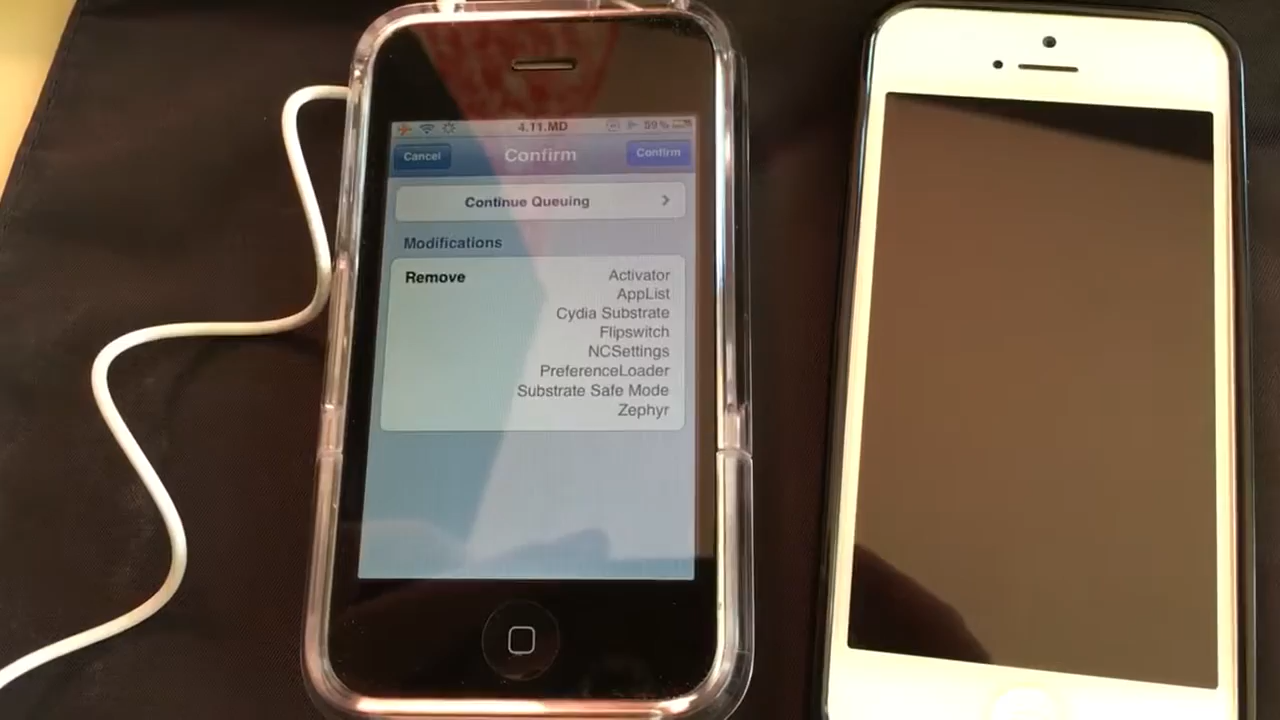 4.11.MD 59%
Cancel Confirm Confirm
Continue Queuing
Modifications
Remove Activator
AppList
Cydia Substrate
Flipswitch
NCSettings
PreferenceLoader
Substrate Safe Mode
Zephyr